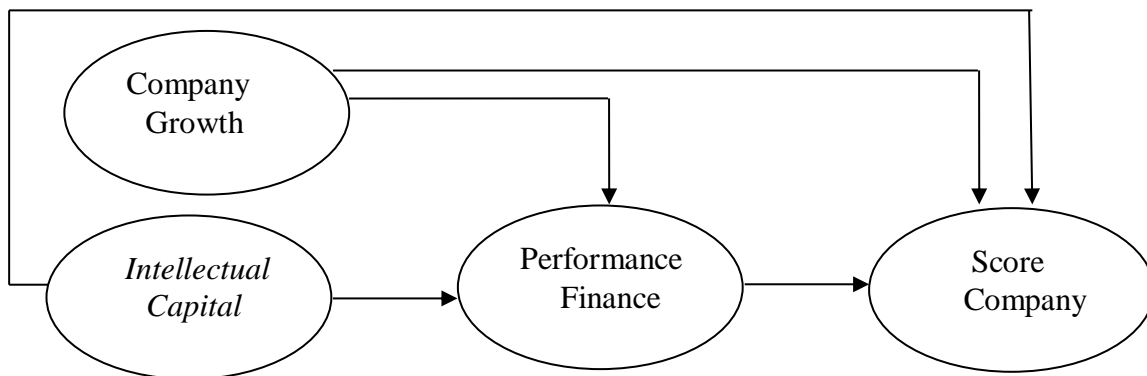 Company
Growth
Intellectual
Capital
Performance
Finance
Score
Company